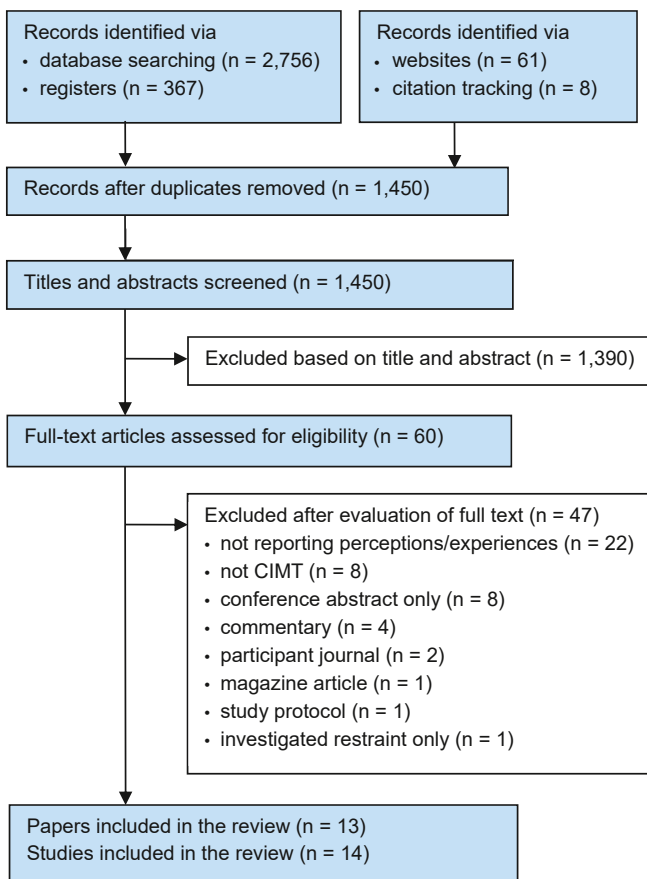 Records identified via
• database searching (n = 2,756)
• registers (n = 367)
Records identified via
• websites (n = 61)
• citation tracking (n = 8)
Records after duplicates removed (n = 1,450)
Titles and abstracts screened (n = 1,450)
Excluded based on title and abstract (n = 1,390)
Full-text articles assessed for eligibility (n = 60)
Excluded after evaluation of full text (n = 47)
• not reporting perceptions/experiences (n = 22)
• not CIMT (n = 8)
• conference abstract only (n = 8)
• commentary (n = 4)
• participant journal (n = 2)
• magazine article (n = 1)
• study protocol (n = 1)
• investigated restraint only (n = 1)
Papers included in the review (n = 13)
Studies included in the review (n = 14)